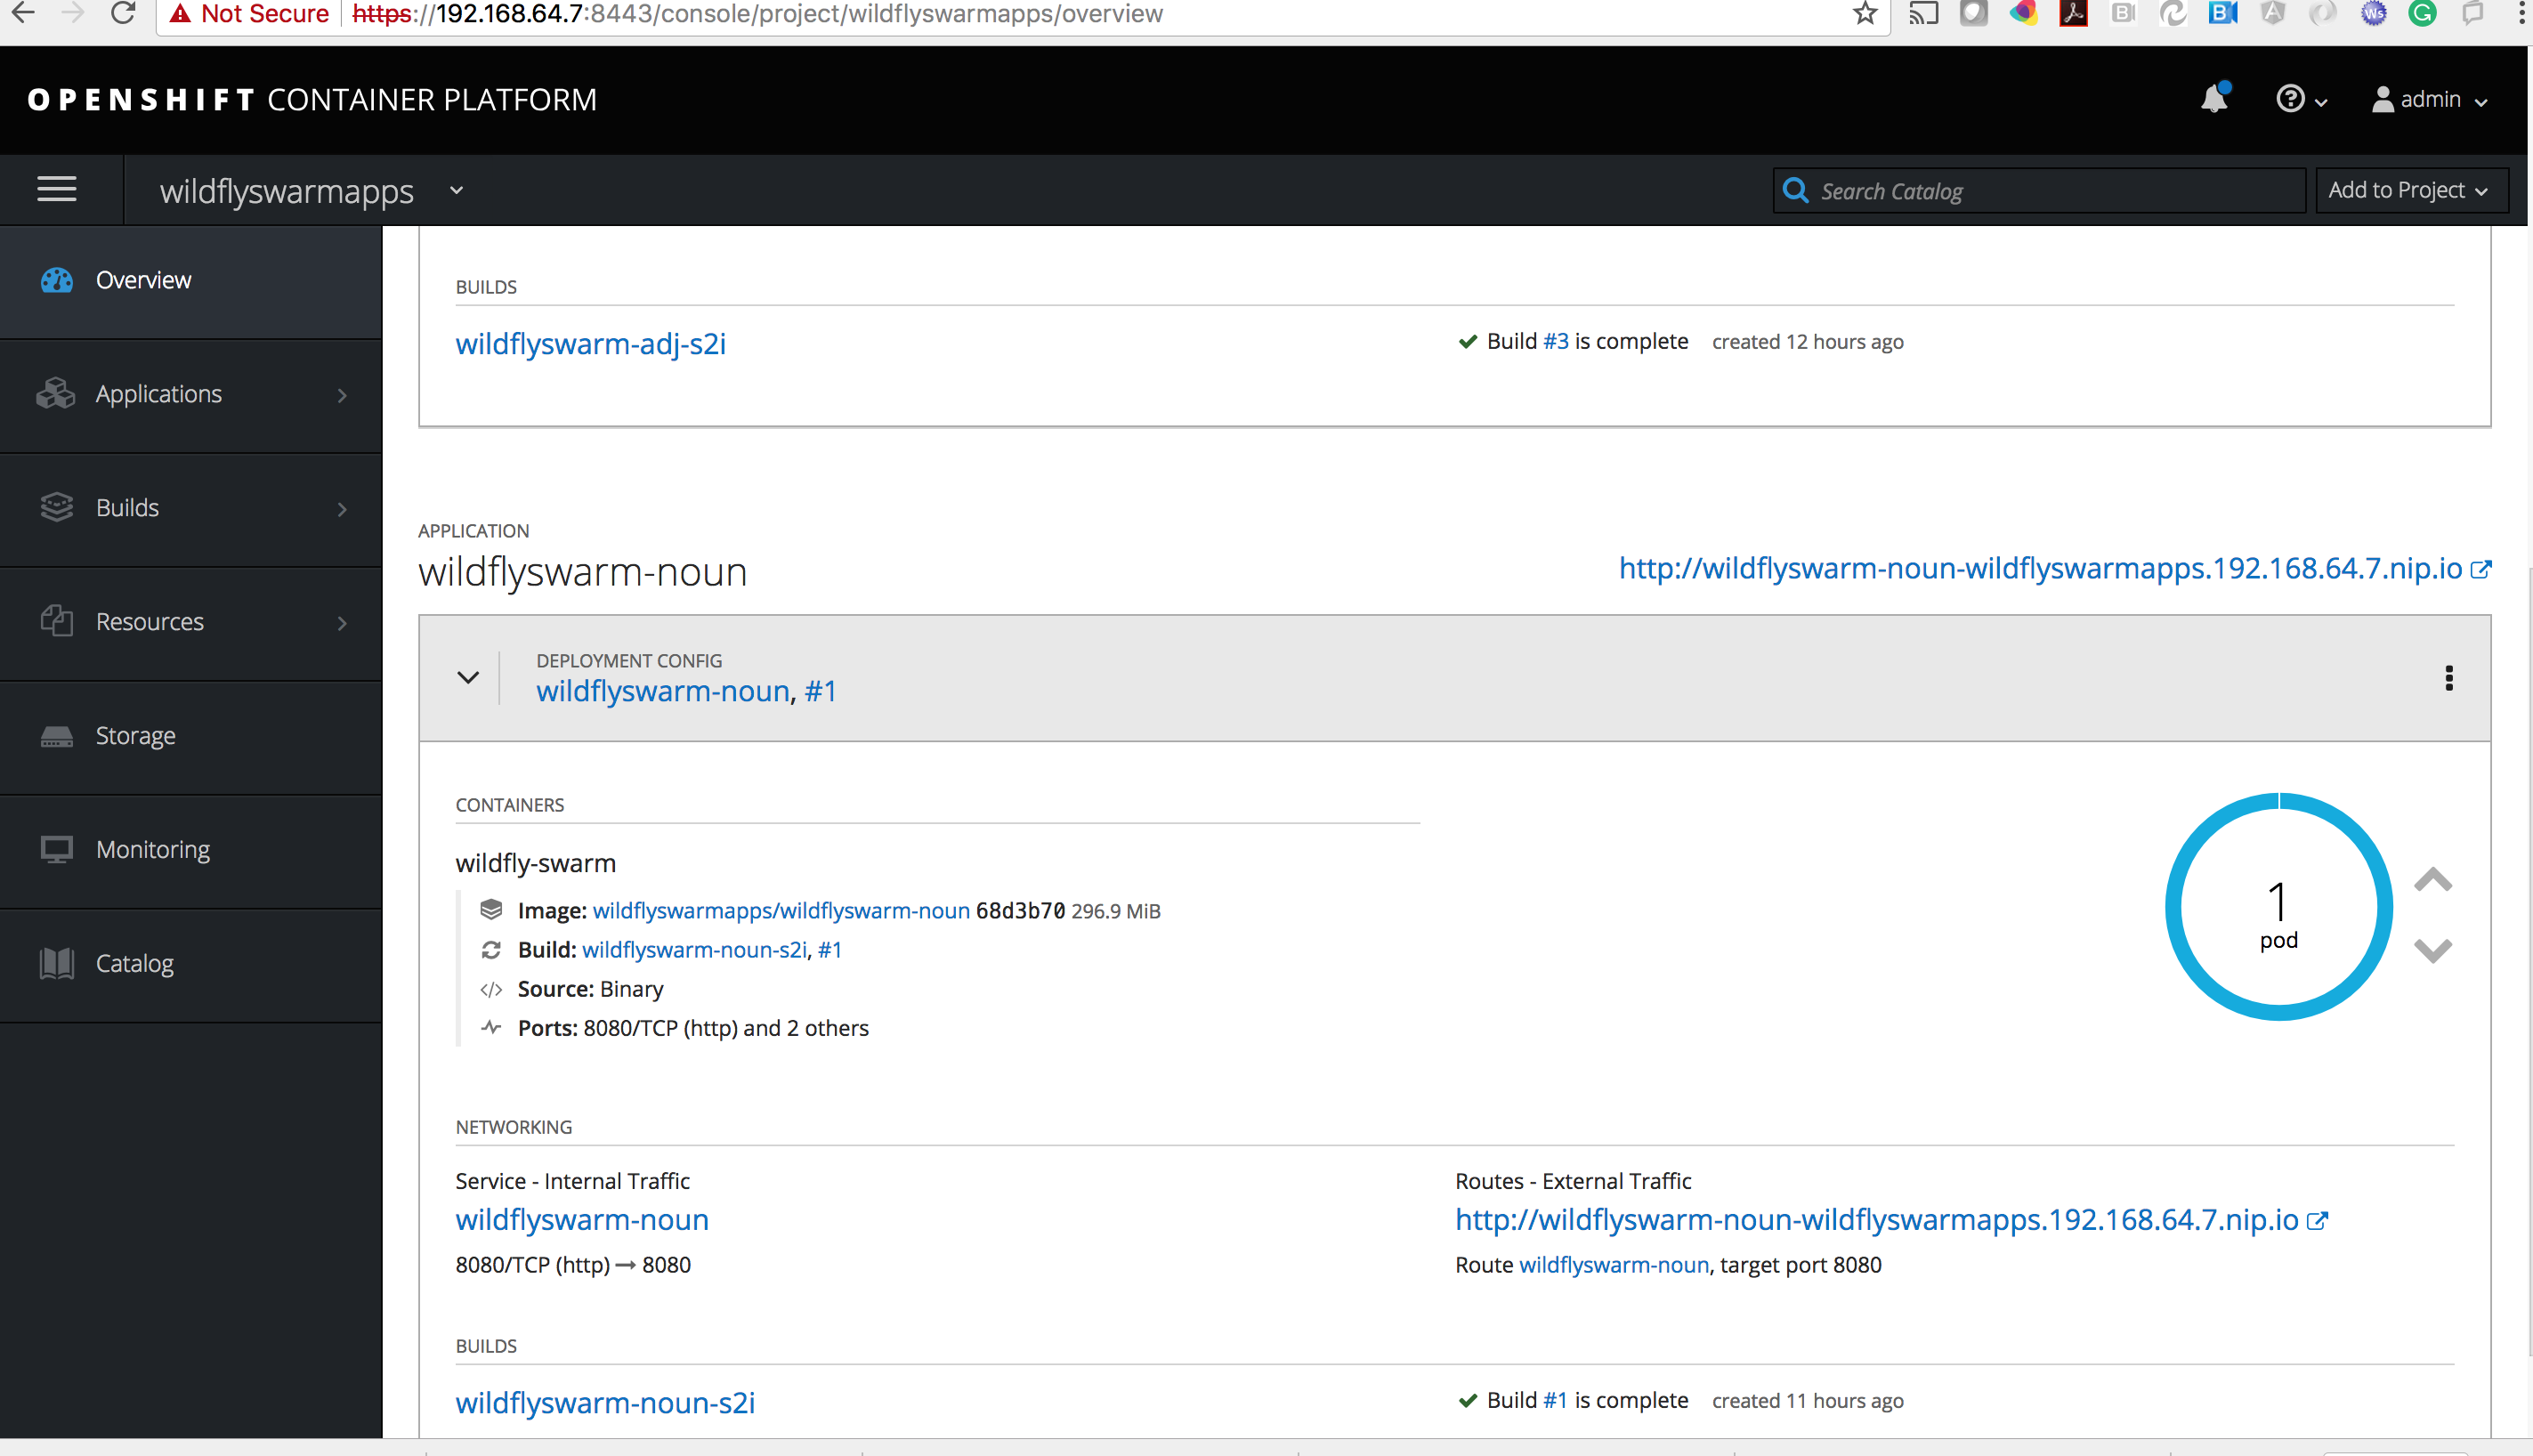 Not Secure https://192.168.64.7:8443/console/project/wildflyswarmapps/overview
OPENSHIFT CONTAINER PLATFORM
admin
wildflyswarmapps
Search Catalog
Add to Project
Overview
Applications
Builds
Resources
Storage
Monitoring
Catalog
BUILDS
wildflyswarm-adj-s2i
Build #3 is complete created 12 hours ago
APPLICATION
wildflyswarm-noun
http://wildflyswarm-noun-wildflyswarmapps.192.168.64.7.nip.io
DEPLOYMENT CONFIG
wildflyswarm-noun, #1
CONTAINERS
wildfly-swarm
Image: wildflyswarmapps/wildflyswarm-noun 68d3b70 296.9 MiB
Build: wildflyswarm-noun-s2i, #1
Source: Binary
Ports: 8080/TCP (http) and 2 others
1
pod
NETWORKING
Service - Internal Traffic
wildflyswarm-noun
8080/TCP (http) → 8080
Routes - External Traffic
http://wildflyswarm-noun-wildflyswarmapps.192.168.64.7.nip.io
Route wildflyswarm-noun, target port 8080
BUILDS
wildflyswarm-noun-s2i
Build #1 is complete created 11 hours ago